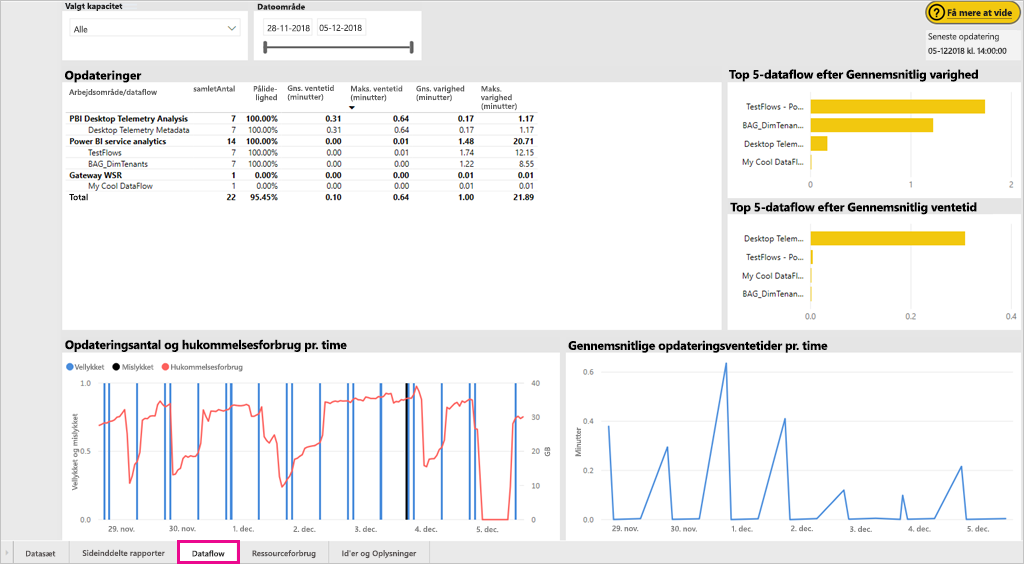 Valgt kapacitet
Alle
Datoområde
28-11-2018 05-12-2018
Få mere at vide
Seneste opdatering
05-122018 kl. 14:00:00
Opdateringer
Arbejdsområde/dataflow samletAntal Pålide-lighed Gns. ventetid (minutter) Maks. ventetid (minutter) Gns. varighed (minutter) Maks. varighed (minutter)
PBI Desktop Telemetry Analysis 7 100.00% 0.31 0.64 0.17 1.17
Desktop Telemetry Metadata 7 100.00% 0.31 0.64 0.17 1.17
Power BI service analytics 14 100.00% 0.00 0.01 1.48 20.71
TestFlows 7 100.00% 0.00 0.01 1.74 12.15
BAG_DimTenants 7 100.00% 0.00 0.00 1.22 8.55
Gateway WSR 1 0.00% 0.00 0.00 0.01 0.01
My Cool DataFlow 1 0.00% 0.00 0.00 0.01 0.01
Total 22 95.45% 0.10 0.64 1.00 21.89
Top 5-dataflow efter Gennemsnitlig varighed
TestFlows - Po...
BAG_DimTenan...
Desktop Telem...
My Cool DataFl...
0 1 2
Top 5-dataflow efter Gennemsnitlig ventetid
Desktop Telem...
TestFlows - Po...
My Cool DataFl...
BAG_DimTenan...
0.0 0.2 0.4
Opdateringsantal og hukommelsesforbrug pr. time
Vellykket Mislykket Hukommelsesforbrug
Vellykket og mislykket
1.0
0.5
0.0
40
30
20
10
0
GB
29. nov. 30. nov. 1. dec. 2. dec. 3. dec. 4. dec. 5. dec.
Gennemsnitlige opdateringsventetider pr. time
Minutter
0.6
0.4
0.2
0.0
29. nov. 30. nov. 1. dec. 2. dec. 3. dec. 4. dec. 5. dec.
Datasæt Sideinddelte rapporter Dataflow Ressourceforbrug Id'er og Oplysninger